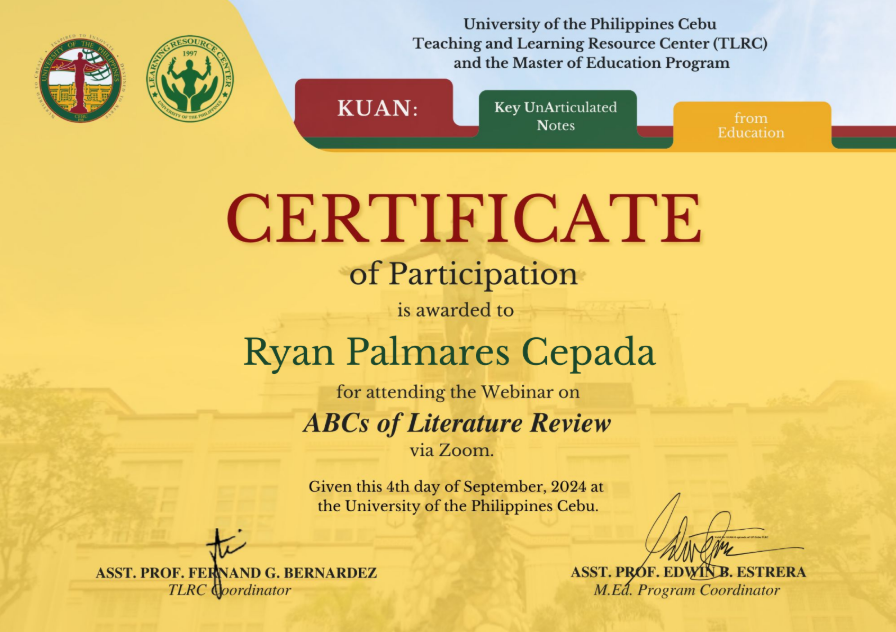 University of the Philippines Cebu
Teaching and Learning Resource Center (TLRC)
and the Master of Education Program
LEARNING RESOURCE CENTER
1997
UNIVERSITY OF THE PHILIPPINES
KUAN:
Key UnArticulated
Notes
from
Education
CERTIFICATE
of Participation
is awarded to
Ryan Palmares Cepada
for attending the Webinar on
ABCs of Literature Review
via Zoom.
Given this 4th day of September, 2024 at
the University of the Philippines Cebu.
ASST. PROF. FERNAND G. BERNARDEZ
TLRC Coordinator
ASST. PROF. EDWIN B. ESTRERA
M.Ed. Program Coordinator